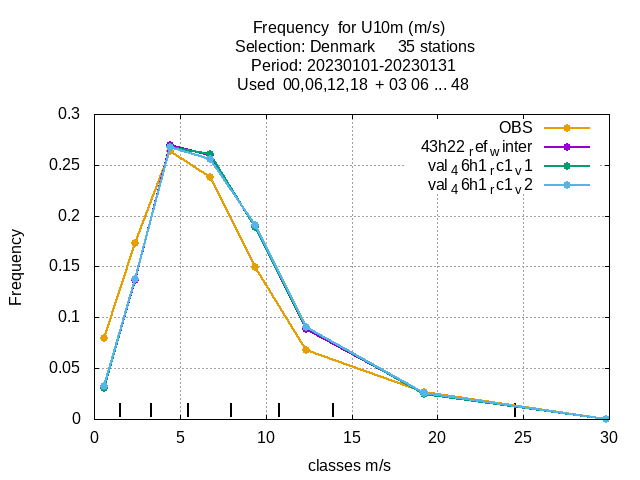 Frequency  for U10m (m/s)
Selection: Denmark     35 stations
Period: 20230101-20230131
Used  00,06,12,18  + 03 06 ... 48
0.3
0.25
0.2
0.15
0.1
0.05
0
Frequency
OBS
43h22_ref_winter
val_46h1_rc1_v1
val_46h1_rc1_v2
0 5 10 15 20 25 30
classes m/s